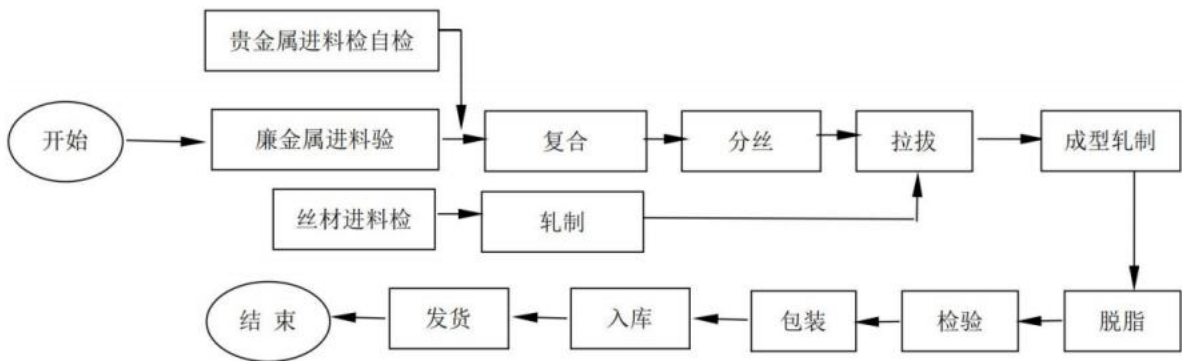 贵金属进料检自检
开始
廉金属进料验
复合
分丝
拉拔
成型轧制
丝材进料检
轧制
结 束
发货
入库
包装
检验
脱脂